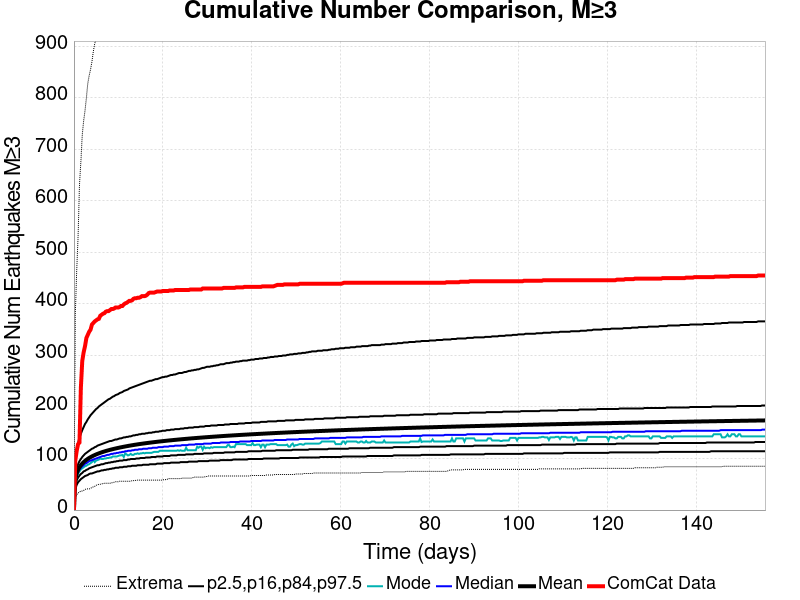 Cumulative Number Comparison, M≥3
Cumulative Num Earthquakes M≥3
900
800
700
600
500
400
300
200
100
0
0 20 40 60 80 100 120 140
Time (days)
Extrema p2.5,p16,p84,p97.5 Mode Median Mean ComCat Data